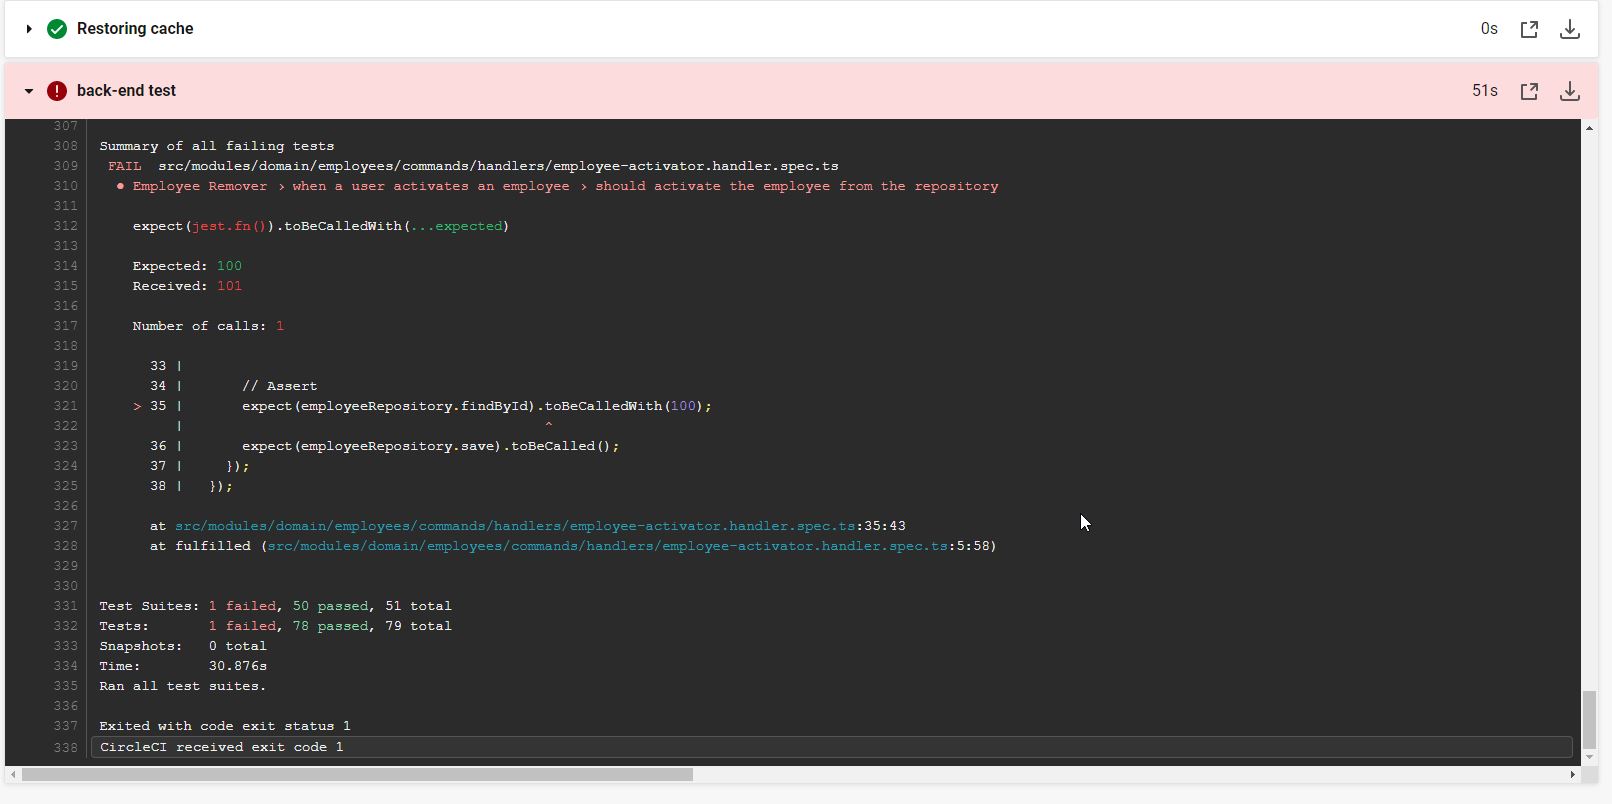 Restoring cache 0s
back-end test 51s
307
308 Summary of all failing tests
309 FAIL src/modules/domain/employees/commands/handlers/employee-activator.handler.spec.ts
310 ● Employee Remover › when a user activates an employee › should activate the employee from the repository
311
312 expect(jest.fn()).toBeCalledWith(...expected)
313
314 Expected: 100
315 Received: 101
316
317 Number of calls: 1
318
319 33 |
320 34 | // Assert
321 > 35 | expect(employeeRepository.findById).toBeCalledWith(100);
322 | ^
323 36 | expect(employeeRepository.save).toBeCalled();
324 37 | });
325 38 | });
326
327 at src/modules/domain/employees/commands/handlers/employee-activator.handler.spec.ts:35:43
328 at fulfilled (src/modules/domain/employees/commands/handlers/employee-activator.handler.spec.ts:5:58)
329
330
331 Test Suites: 1 failed, 50 passed, 51 total
332 Tests: 1 failed, 78 passed, 79 total
333 Snapshots: 0 total
334 Time: 30.876s
335 Ran all test suites.
336
337 Exited with code exit status 1
338 CircleCI received exit code 1